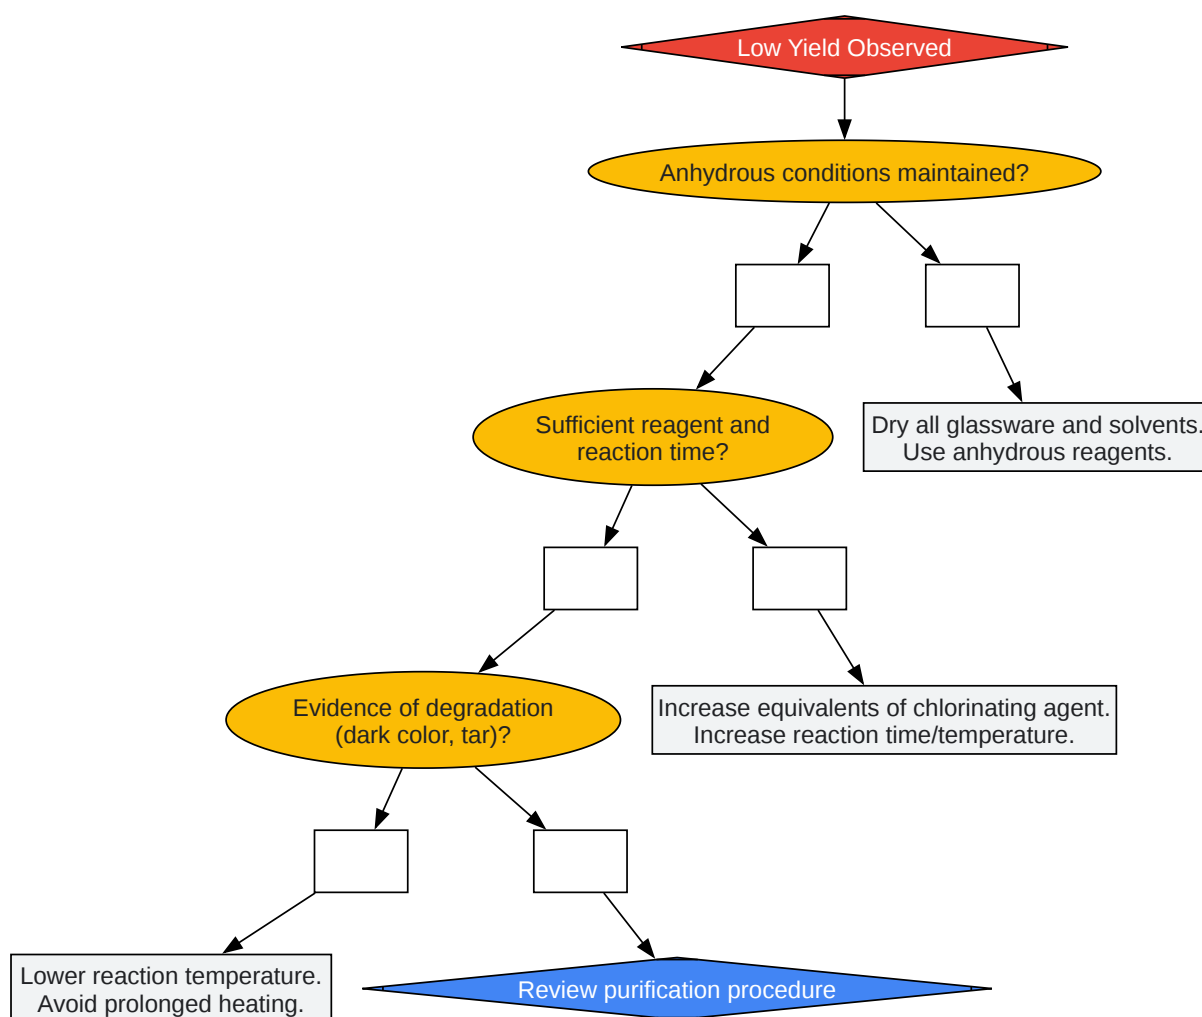 Low Yield Observed
Anhydrous conditions maintained?
Sufficient reagent and
reaction time?
Dry all glassware and solvents.
Use anhydrous reagents.
Evidence of degradation
(dark color, tar)?
Increase equivalents of chlorinating agent.
Increase reaction time/temperature.
Lower reaction temperature.
Avoid prolonged heating.
Review purification procedure